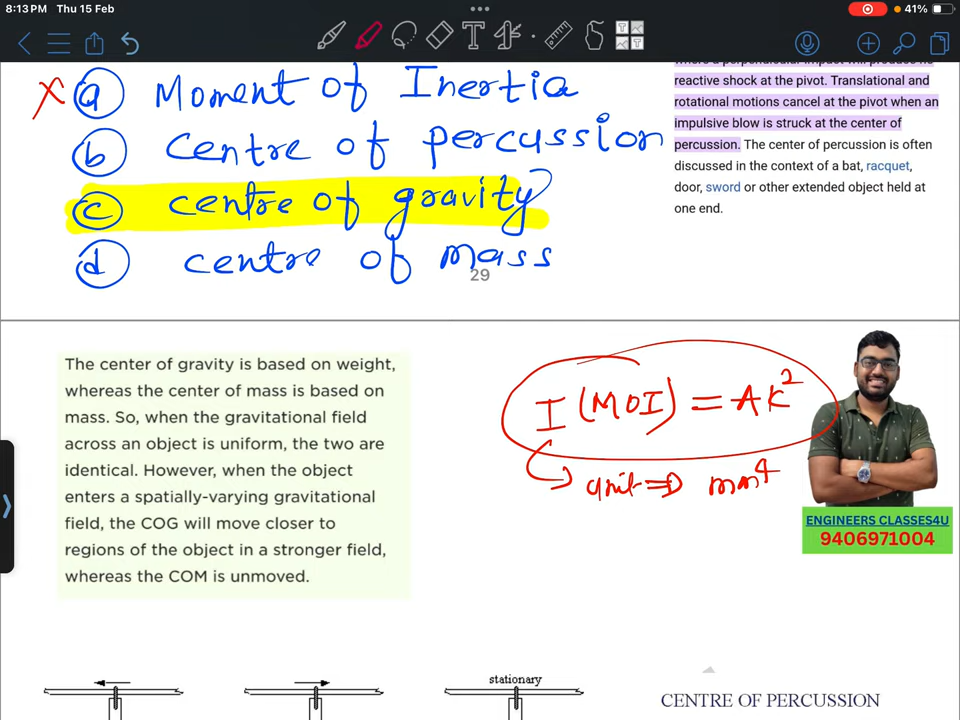 8:13 PM Thu 15 Feb
41%
X (a) Moment of Inertia
(b) Centre of percussion
(c) centre of gravity
(d) centre of mass
29
reactive shock at the pivot. Translational and
rotational motions cancel at the pivot when an
impulsive blow is struck at the center of
percussion. The center of percussion is often
discussed in the context of a bat, racquet,
door, sword or other extended object held at
one end.
The center of gravity is based on weight,
whereas the center of mass is based on
mass. So, when the gravitational field
across an object is uniform, the two are
identical. However, when the object
enters a spatially-varying gravitational
field, the COG will move closer to
regions of the object in a stronger field,
whereas the COM is unmoved.
I (MOI) = AK²
unit ⇒ mm⁴
ENGINEERS CLASSES4U
9406971004
stationary
CENTRE OF PERCUSSION